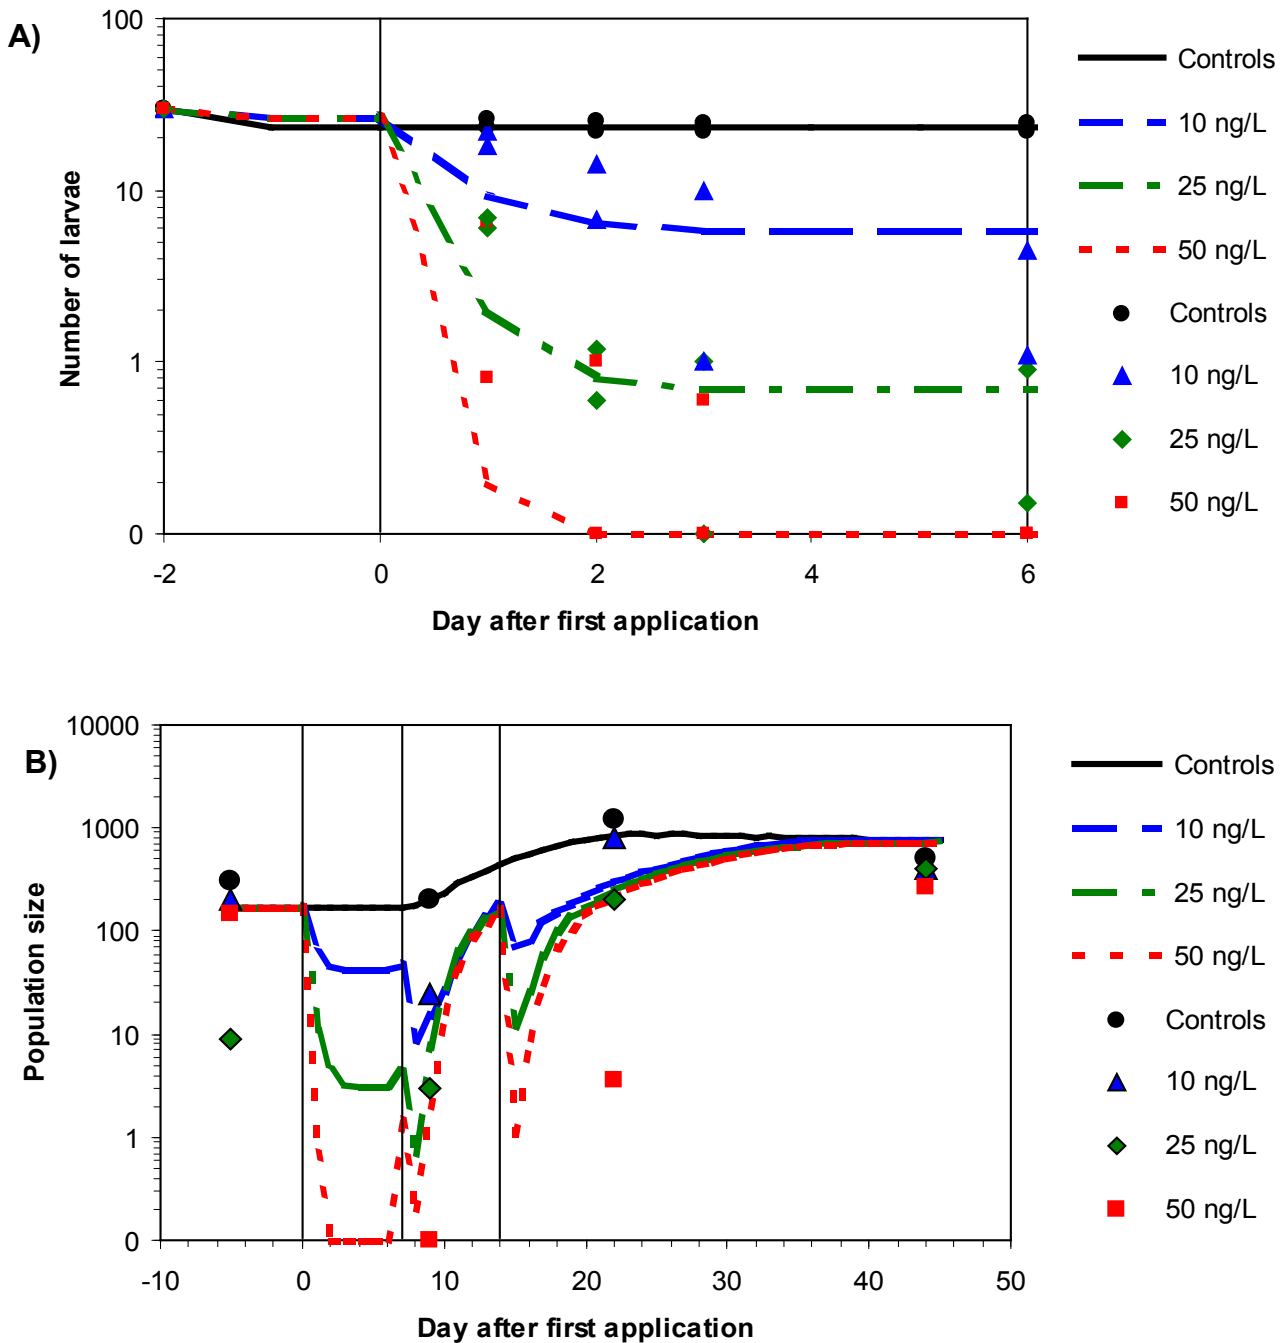 A)
Number of larvae
100
10
1
0
-2
0
2
4
6
Day after first application
Controls
10 ng/L
25 ng/L
50 ng/L
Controls
10 ng/L
25 ng/L
50 ng/L
B)
Population size
10000
1000
100
10
1
0
-10
0
10
20
30
40
50
Day after first application
Controls
10 ng/L
25 ng/L
50 ng/L
Controls
10 ng/L
25 ng/L
50 ng/L